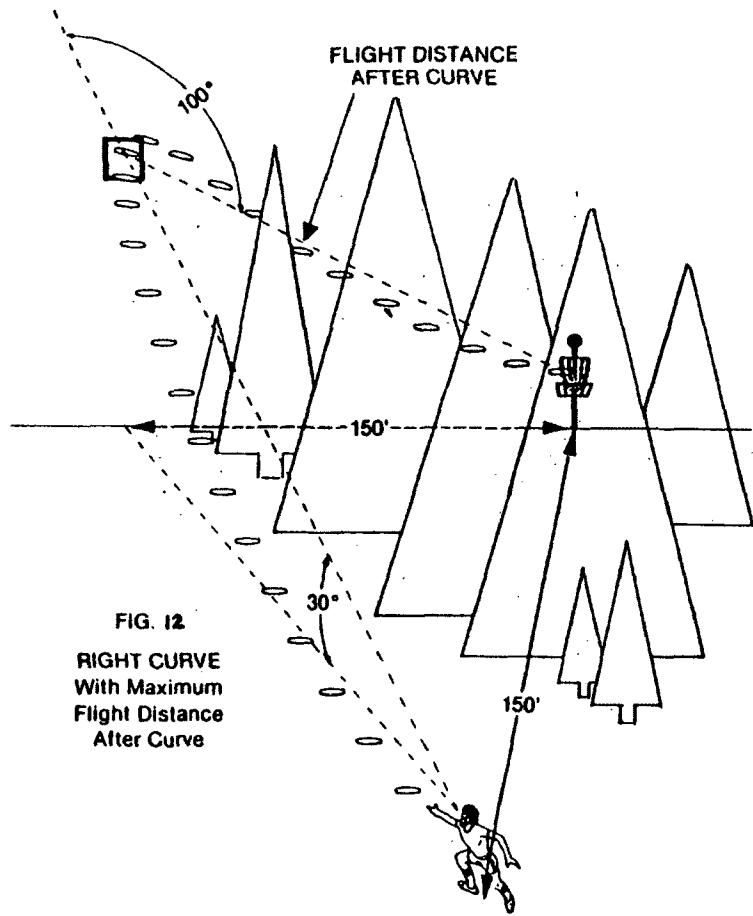 FLIGHT DISTANCE
AFTER CURVE
100°
150'
30°
FIG. 12
RIGHT CURVE
With Maximum
Flight Distance
After Curve
150'